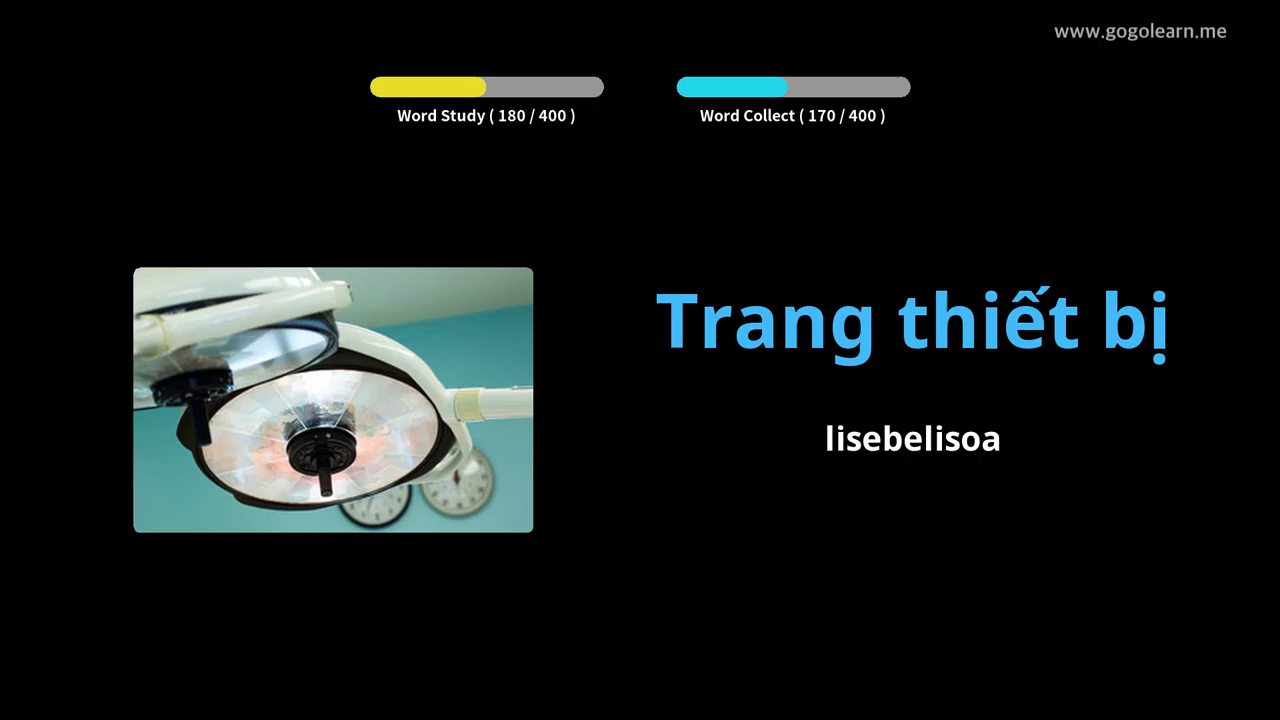 www.gogolearn.me
Word Study ( 180 / 400 )
Word Collect ( 170 / 400 )
Trang thiết bị
lisebelisoa